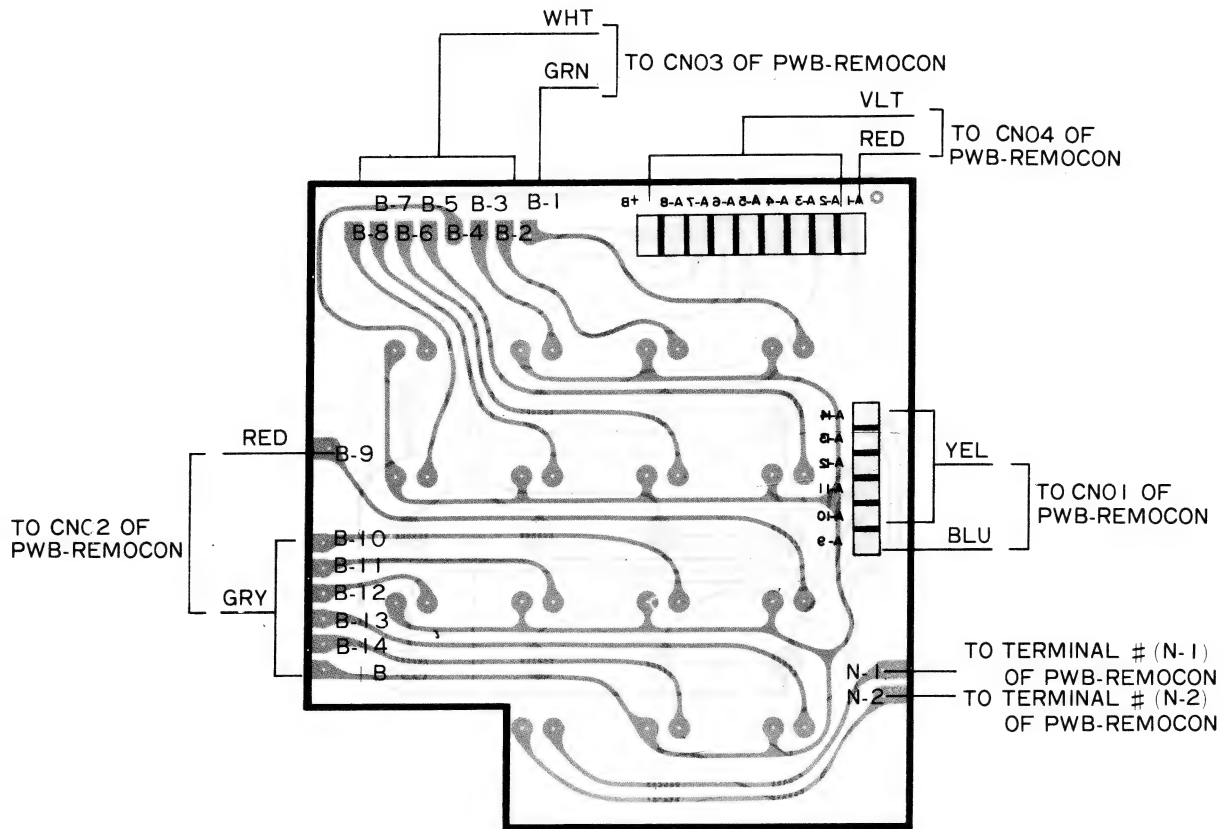 WHT
GRN
TO CN03 OF PWB-REMOCON
VLT
RED
TO CN04 OF
PWB-REMOCON
B-7 B-5 B-3 B-1
B-8 B-6 B-4 B-2
+B A-8 A-7 A-6 A-5 A-4 A-3 A-2 A-1
A-14
A-13
A-12
A-11
A-10
A-9
YEL
BLU
TO CN01 OF
PWB-REMOCON
RED
B-9
TO CN02 OF
PWB-REMOCON
GRY
B-10
B-11
B-12
B-13
B-14
+B
N-1
N-2
TO TERMINAL # (N-1)
OF PWB-REMOCON
TO TERMINAL # (N-2)
OF PWB-REMOCON